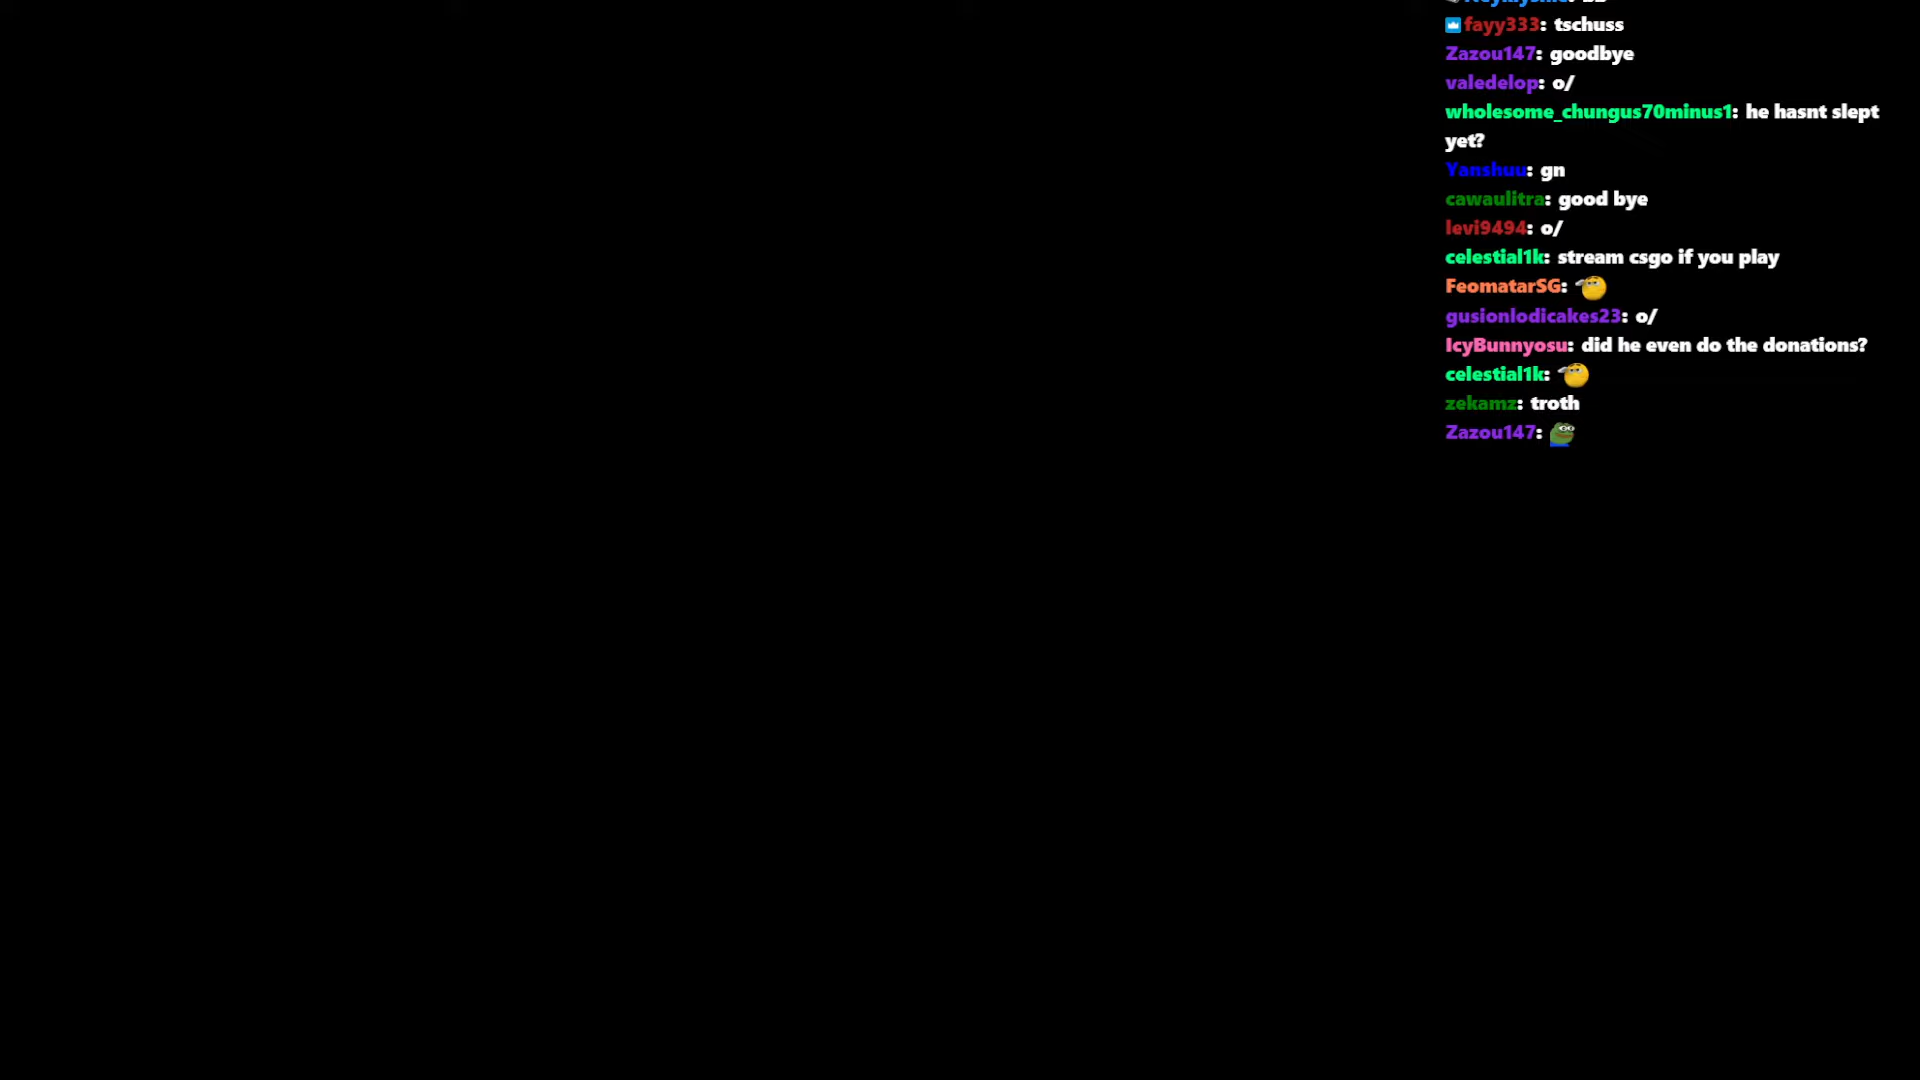 fayy333: tschuss
Zazou147: goodbye
valedelop: o/
wholesome_chungus70minus1: he hasnt slept
yet?
Yanshuu: gn
cawaulitra: good bye
levi9494: o/
celestial1k: stream csgo if you play
FeomatarSG:
gusionlodicakes23: o/
IcyBunnyosu: did he even do the donations?
celestial1k:
zekamz: troth
Zazou147: